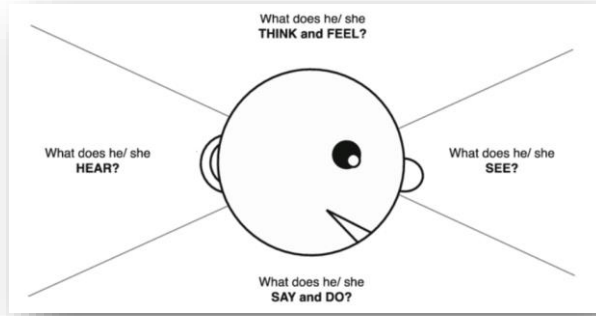 What does he/ she
THINK and FEEL?
What does he/ she
HEAR?
What does he/ she
SEE?
What does he/ she
SAY and DO?